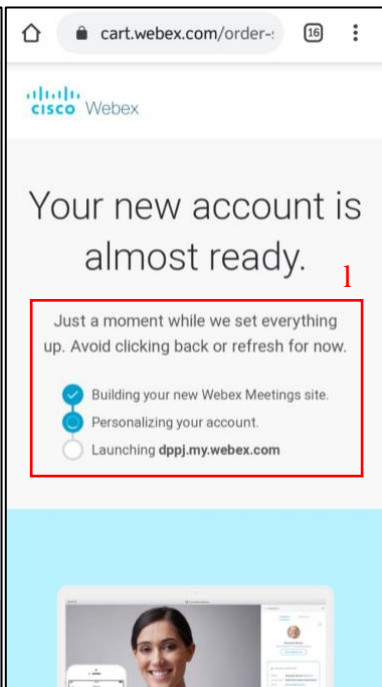 cart.webex.com/order-s
16
CISCO Webex
Your new account is
almost ready.
1
Just a moment while we set everything
up. Avoid clicking back or refresh for now.
Building your new Webex Meetings site.
Personalizing your account.
Launching dppj.my.webex.com